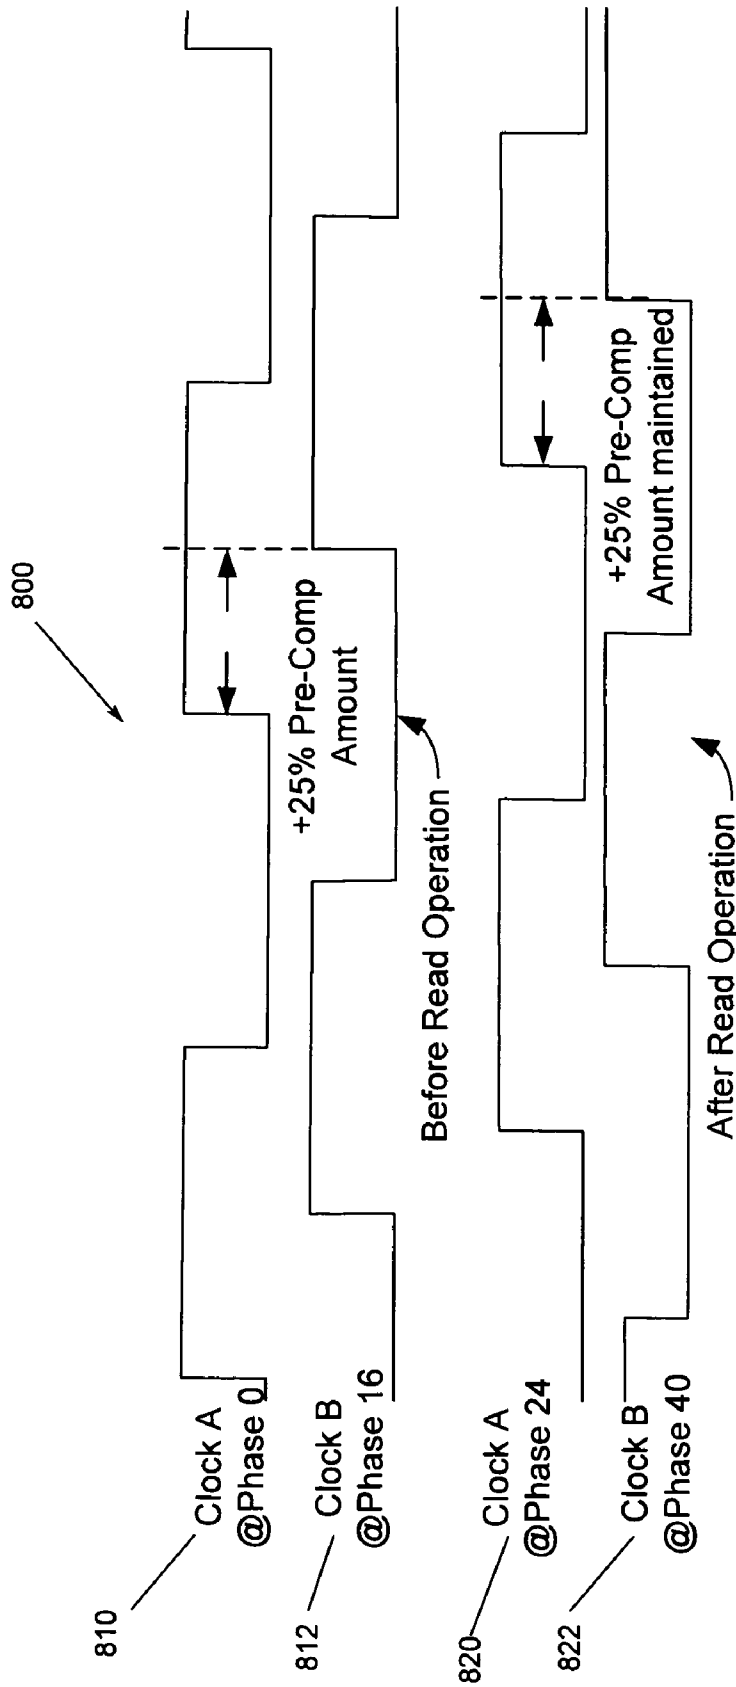 800
810
Clock A
@Phase 0
+25% Pre-Comp
Amount
812
Clock B
@Phase 16
Before Read Operation
820
Clock A
@Phase 24
+25% Pre-Comp
Amount maintained
822
Clock B
@Phase 40
After Read Operation